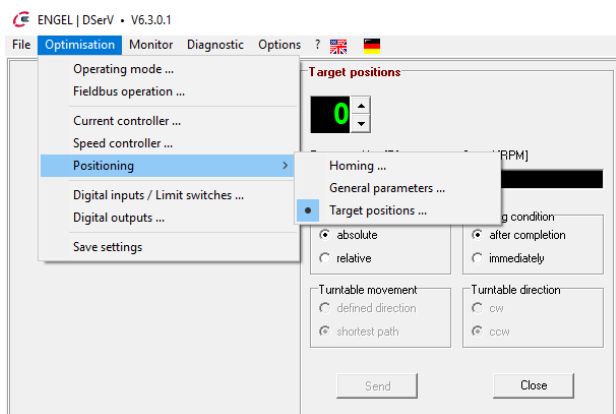 ENGEL | DSerV • V6.3.0.1
File Optimisation Monitor Diagnostic Options ?
Operating mode ...
Fieldbus operation ...
Current controller ...
Speed controller ...
Positioning
Digital inputs / Limit switches ...
Digital outputs ...
Save settings
Homing ...
General parameters ...
Target positions ...
Target positions
0
[RPM]
condition
absolute
after completion
relative
immediately
Turntable movement
Turntable direction
defined direction
cw
shortest path
ccw
Send
Close